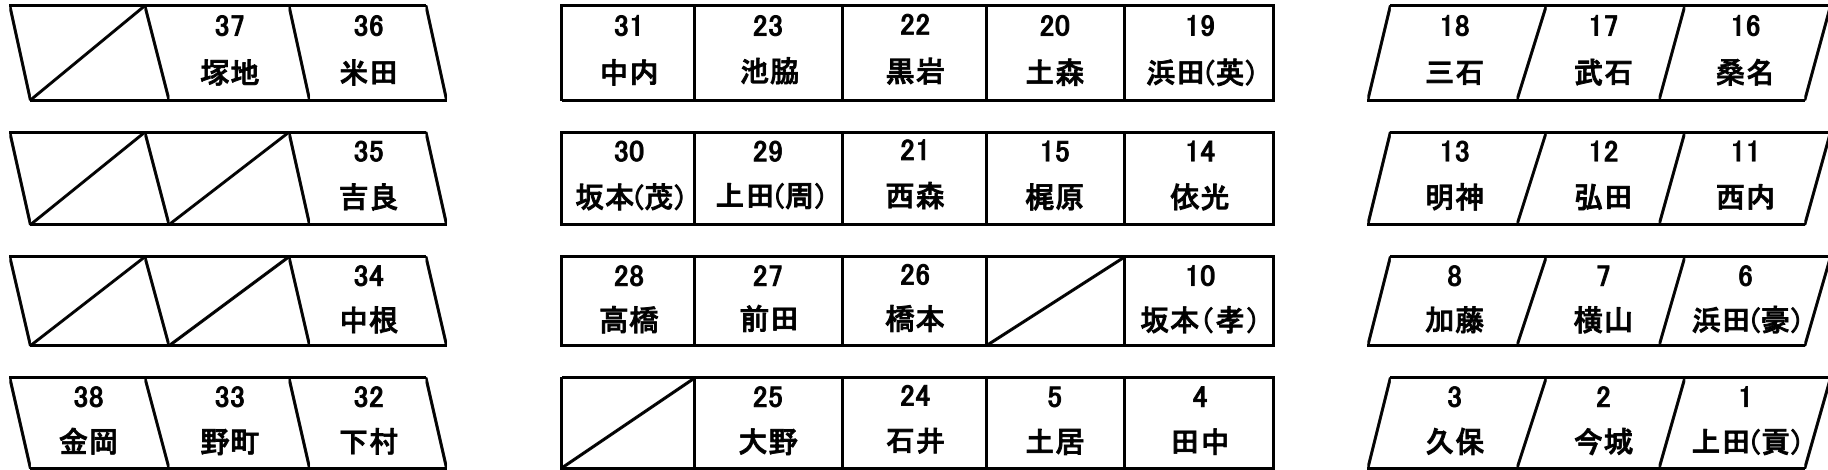 37 36 31 23 22 20 19 18 17 16
塚地 米田 中内 池脇 黒岩 土森 浜田(英) 三石 武石 桑名
35 30 29 21 15 14 13 12 11
吉良 坂本(茂) 上田(周) 西森 梶原 依光 明神 弘田 西内
34 28 27 26 10 8 7 6
中根 高橋 前田 橋本 坂本(孝) 加藤 横山 浜田(豪)
38 33 32 25 24 5 4 3 2 1
金岡 野町 下村 大野 石井 土居 田中 久保 今城 上田(貢)